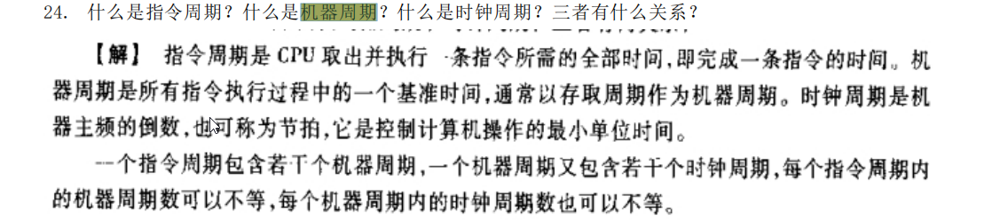 24. 什么是指令周期？什么是机器周期？什么是时钟周期？三者有什么关系？
【解】 指令周期是 CPU 取出并执行一条指令所需的全部时间，即完成一条指令的时间。机
器周期是所有指令执行过程中的一个基准时间，通常以存取周期作为机器周期。时钟周期是机
器主频的倒数，也可称为节拍，它是控制计算机操作的最小单位时间。
一个指令周期包含若干个机器周期，一个机器周期又包含若干个时钟周期，每个指令周期内
的机器周期数可以不等，每个机器周期内的时钟周期数也可以不等。